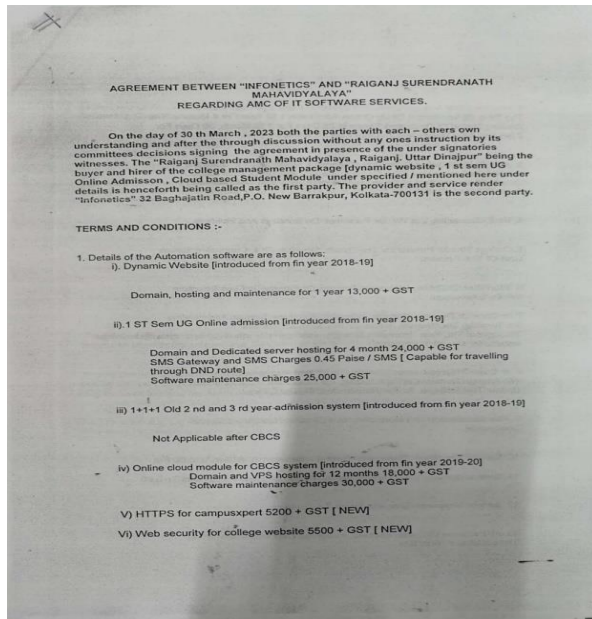 AGREEMENT BETWEEN "INFONETICS" AND "RAIGANJ SURENDRANATH
MAHAVIDYALAYA"
REGARDING AMC OF IT SOFTWARE SERVICES.
On the day of 30 th March , 2023 both the parties with each – others own
understanding and after the through discussion without any ones instruction by its
committees decisions signing the agreement in presence of the under signatories
witnesses. The "Raiganj Surendranath Mahavidyalaya , Raiganj. Uttar Dinajpur" being the
buyer and hirer of the college management package [dynamic website , 1 st sem UG
Online Admisson , Cloud based Student Module under specified / mentioned here under
details is henceforth being called as the first party. The provider and service render
"Infonetics" 32 Baghajatin Road,P.O. New Barrakpur, Kolkata-700131 is the second party.
TERMS AND CONDITIONS :-
1. Details of the Automation software are as follows:
i). Dynamic Website [introduced from fin year 2018-19]
Domain, hosting and maintenance for 1 year 13,000 + GST
ii).1 ST Sem UG Online admission [introduced from fin year 2018-19]
Domain and Dedicated server hosting for 4 month 24,000 + GST
SMS Gateway and SMS Charges 0.45 Paise / SMS [ Capable for travelling
through DND route]
Software maintenance charges 25,000 + GST
iii) 1+1+1 Old 2 nd and 3 rd year admission system [introduced from fin year 2018-19]
Not Applicable after CBCS
iv) Online cloud module for CBCS system [introduced from fin year 2019-20]
Domain and VPS hosting for 12 months 18,000 + GST
Software maintenance charges 30,000 + GST
V) HTTPS for campusxpert 5200 + GST [ NEW]
Vi) Web security for college website 5500 + GST [ NEW]